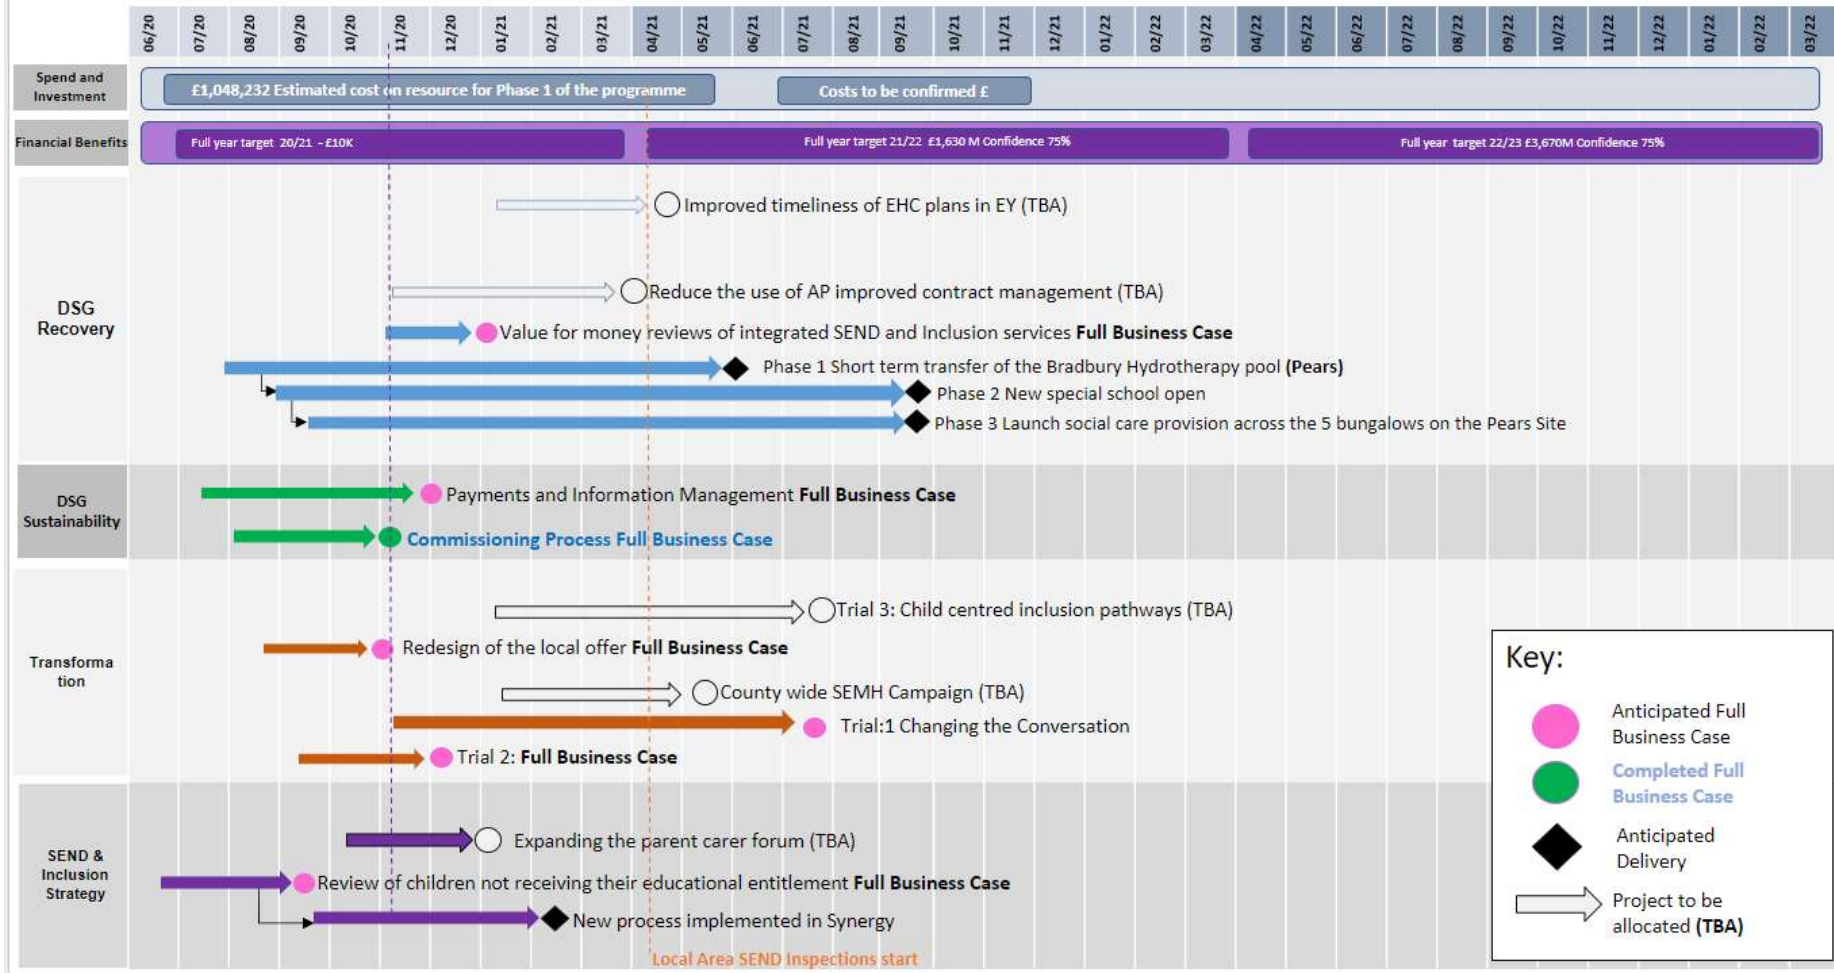 06/20 07/20 08/20 09/20 10/20 11/20 12/20 01/21 02/21 03/21 04/21 05/21 06/21 07/21 08/21 09/21 10/21 11/21 12/21 01/22 02/22 03/22 04/22 05/22 06/22 07/22 08/22 09/22 10/22 11/22 12/22 01/22 02/22 03/22
Spend and
Investment
£1,048,232 Estimated cost on resource for Phase 1 of the programme
Costs to be confirmed £
Financial Benefits
Full year target 20/21 - £10K
Full year target 21/22 £1,630 M Confidence 75%
Full year target 22/23 £3,670M Confidence 75%
DSG
Recovery
Improved timeliness of EHC plans in EY (TBA)
Reduce the use of AP improved contract management (TBA)
Value for money reviews of integrated SEND and Inclusion services Full Business Case
Phase 1 Short term transfer of the Bradbury Hydrotherapy pool (Pears)
Phase 2 New special school open
Phase 3 Launch social care provision across the 5 bungalows on the Pears Site
DSG
Sustainability
Payments and Information Management Full Business Case
Commissioning Process Full Business Case
Transforma
tion
Trial 3: Child centred inclusion pathways (TBA)
Redesign of the local offer Full Business Case
County wide SEMH Campaign (TBA)
Trial:1 Changing the Conversation
Trial 2: Full Business Case
SEND &
Inclusion
Strategy
Expanding the parent carer forum (TBA)
Review of children not receiving their educational entitlement Full Business Case
New process implemented in Synergy
Local Area SEND Inspections start
Key:
Anticipated Full
Business Case
Completed Full
Business Case
Anticipated
Delivery
Project to be
allocated (TBA)